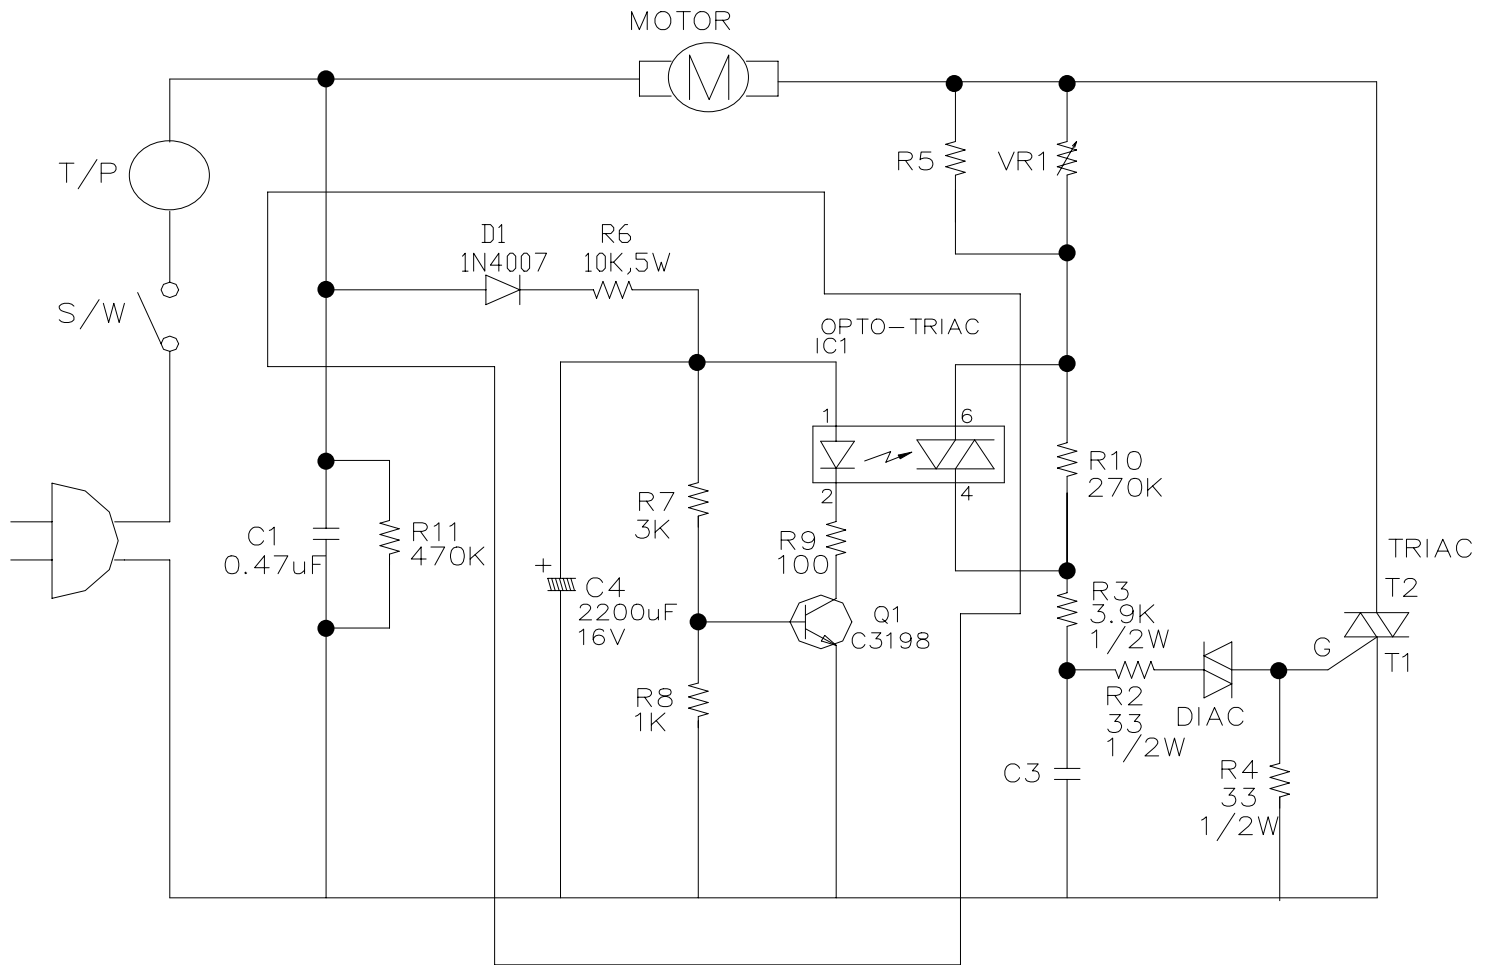 MOTOR
M
T/P
R5
VR1
D1
1N4007
R6
10K,5W
S/W
OPTO-TRIAC
IC1
1
6
2
4
R10
270K
R7
3K
R9
100
C1
0.47uF
R11
470K
+
C4
2200uF
16V
Q1
C3198
R3
3.9K
1/2W
TRIAC
T2
G
T1
R8
1K
R2
33
1/2W
DIAC
C3
R4
33
1/2W